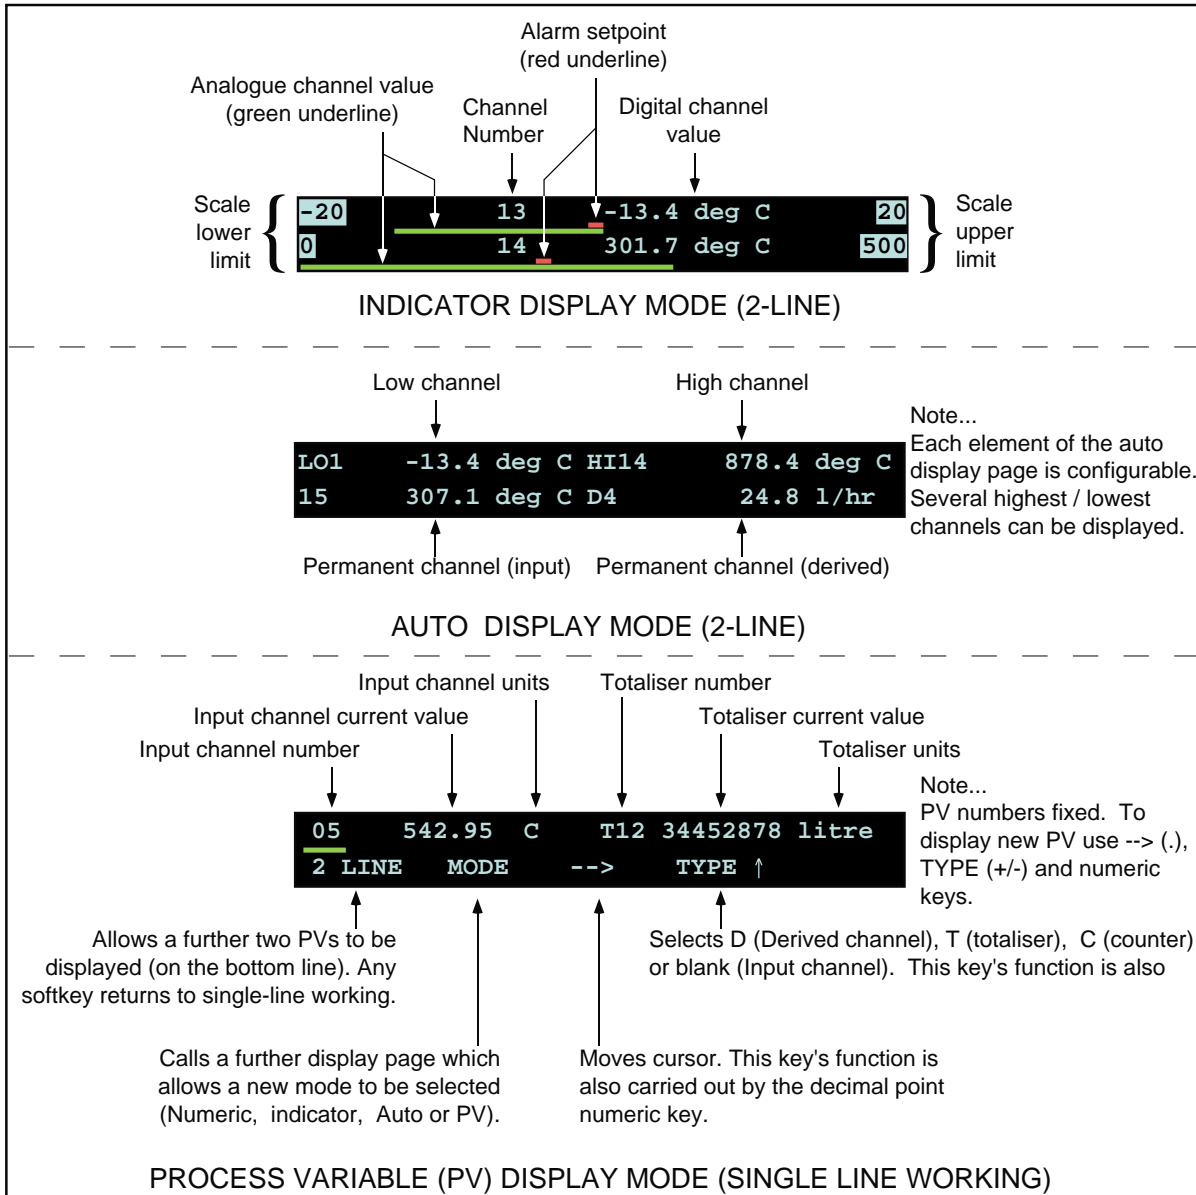 Alarm setpoint
(red underline)
Analogue channel value
(green underline)
Channel
Number
Digital channel
value
Scale
lower
limit
-20 13 -13.4 deg C 20
0 14 301.7 deg C 500
Scale
upper
limit
INDICATOR DISPLAY MODE (2-LINE)
Low channel
High channel
LO1 -13.4 deg C HI14 878.4 deg C
15 307.1 deg C D4 24.8 l/hr
Note...
Each element of the auto
display page is configurable.
Several highest / lowest
channels can be displayed.
Permanent channel (input)
Permanent channel (derived)
AUTO DISPLAY MODE (2-LINE)
Input channel units
Totaliser number
Input channel current value
Totaliser current value
Input channel number
Totaliser units
05 542.95 C T12 34452878 litre
2 LINE MODE --> TYPE ↑
Note...
PV numbers fixed. To
display new PV use --> (.),
TYPE (+/-) and numeric
keys.
Allows a further two PVs to be
displayed (on the bottom line). Any
softkey returns to single-line working.
Selects D (Derived channel), T (totaliser), C (counter)
or blank (Input channel). This key's function is also
Calls a further display page which
allows a new mode to be selected
(Numeric, indicator, Auto or PV).
Moves cursor. This key's function is
also carried out by the decimal point
numeric key.
PROCESS VARIABLE (PV) DISPLAY MODE (SINGLE LINE WORKING)